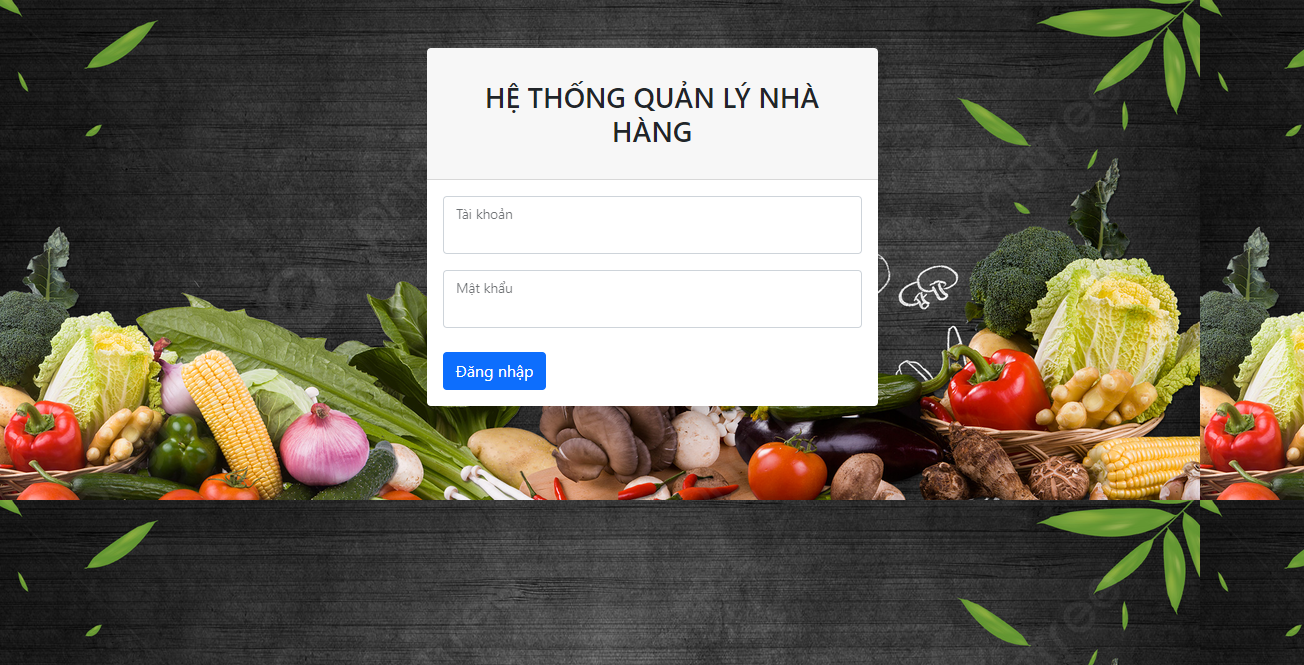 HỆ THỐNG QUẢN LÝ NHÀ
HÀNG
Tài khoản
Mật khẩu
Đăng nhập